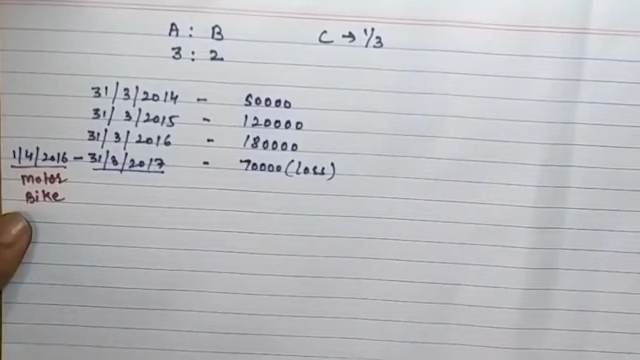 A : B C → 1/3
3 : 2
31/3/2014 - 50000
31/3/2015 - 120000
31/3/2016 - 180000
1/4/2016 - 31/3/2017 - 70000 (loss)
Motor
Bike